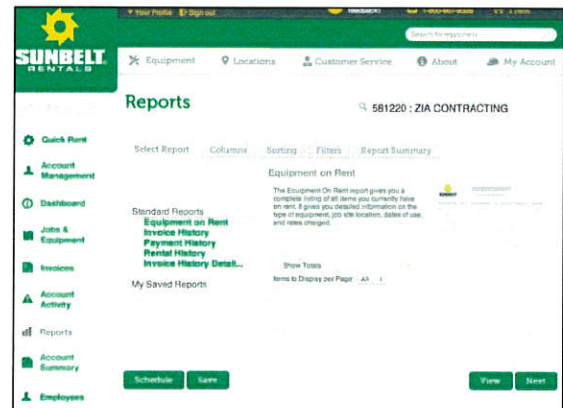 Your Profile Sign out
Search for equipment
SUNBELT
RENTALS
Equipment Locations Customer Service About My Account
Reports
581220 : ZIA CONTRACTING
Quick Rent
Account
Management
Dashboard
Jobs &
Equipment
Invoices
Account
Activity
Reports
Account
Summary
Employees
Select Report Columns Sorting Filters Report Summary
Equipment on Rent
The Equipment On Rent report gives you a
complete listing of all items you currently have
on rent. It gives you detailed information on the
type of equipment, job site location, dates of use,
and rates charged.
Standard Reports
Equipment on Rent
Invoice History
Payment History
Rental History
Invoice History Detail...
My Saved Reports
Show Totals
Items to Display per Page: All
Schedule Save
View Next